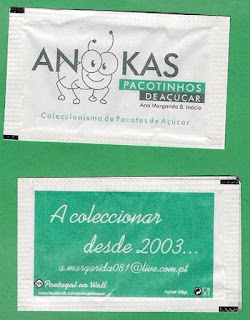 ANOKAS
PACOTINHOS
DE AÇÚCAR
Ana Margarida B. Inácio
Coleccionismo de Pacotes de Açúcar
A coleccionar
desde 2003...
a.margarida081@live.com.pt
Portugal on Wall